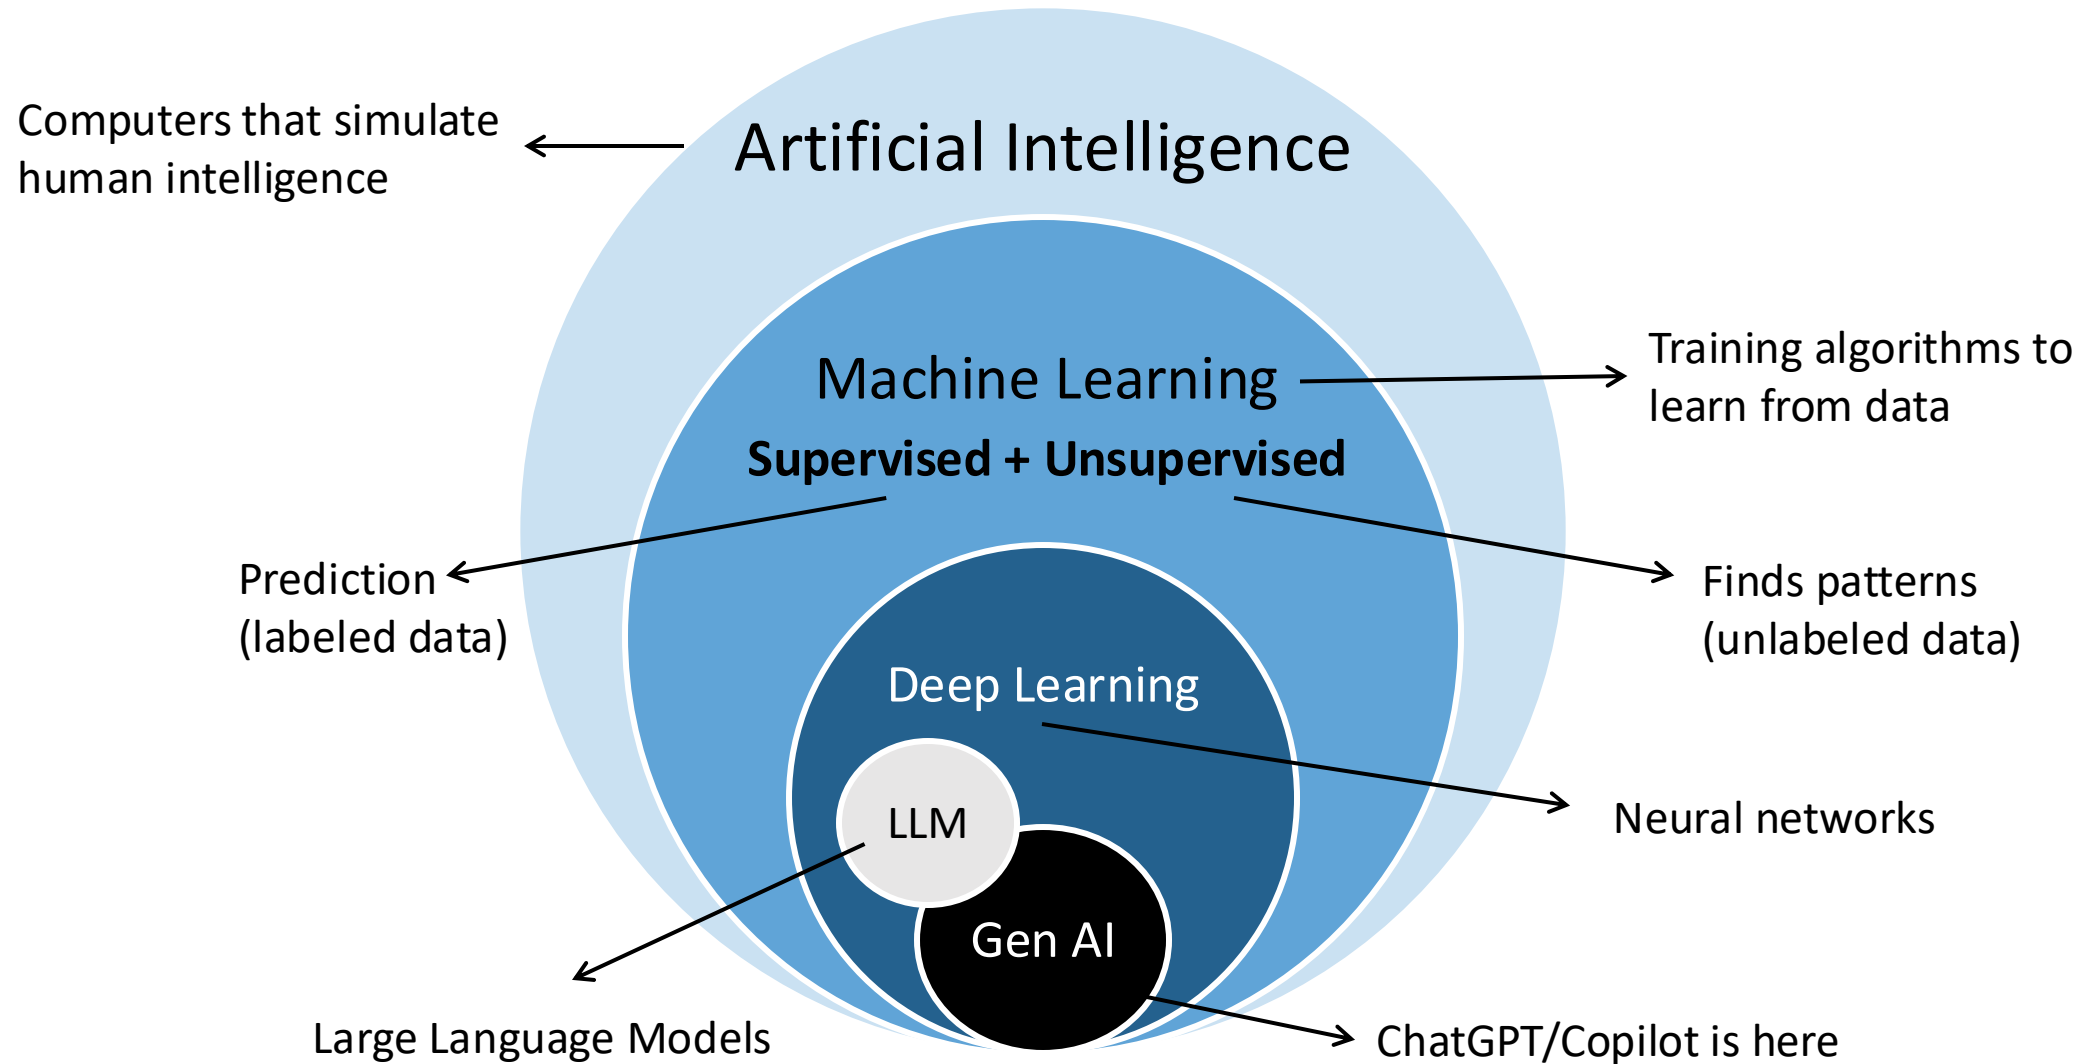 Computers that simulate
human intelligence
Artificial Intelligence
Machine Learning
Supervised + Unsupervised
Training algorithms to
learn from data
Prediction
(labeled data)
Finds patterns
(unlabeled data)
Deep Learning
LLM
Neural networks
Gen AI
Large Language Models
ChatGPT/Copilot is here